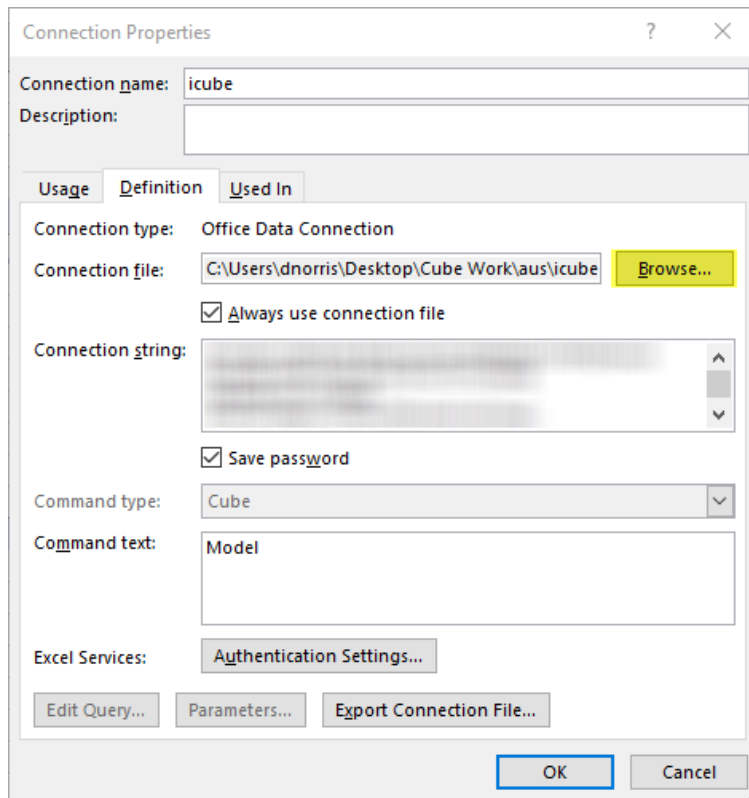 Connection Properties ? ×
Connection name: icube
Description:
Usage Definition Used In
Connection type: Office Data Connection
Connection file: C:\Users\dnorris\Desktop\Cube Work\aus\icube Browse...
Always use connection file
Connection string:
Save password
Command type: Cube
Command text: Model
Excel Services: Authentication Settings...
Edit Query... Parameters... Export Connection File...
OK Cancel